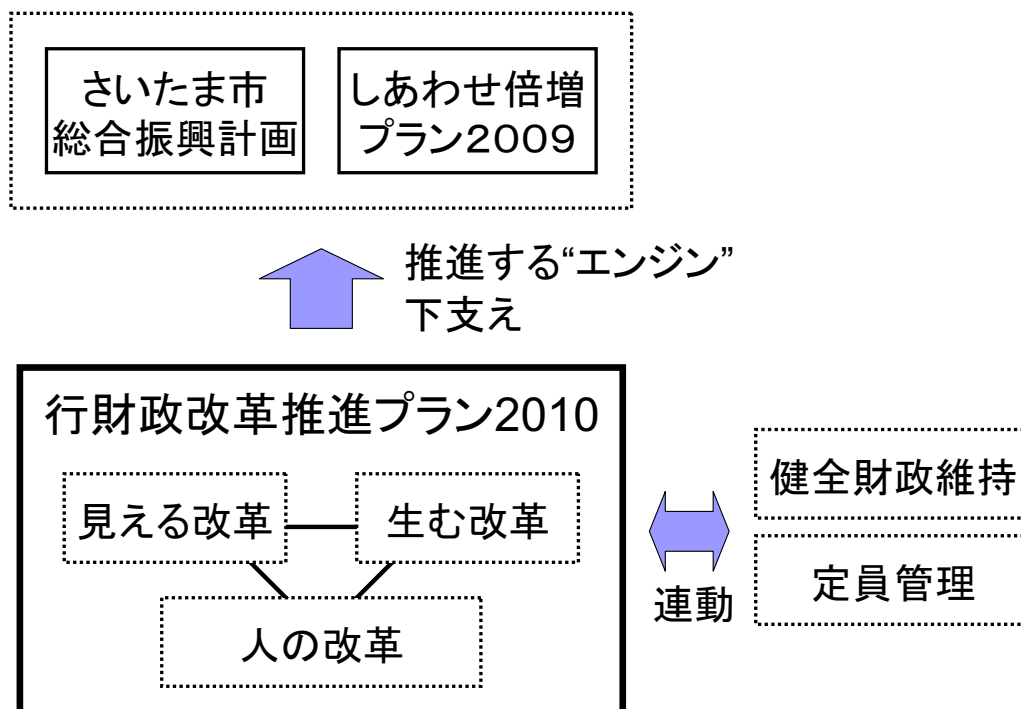 さいたま市
総合振興計画
しあわせ倍増
プラン2009
推進する“エンジン”
下支え
行財政改革推進プラン2010
見える改革
生む改革
人の改革
連動
健全財政維持
定員管理